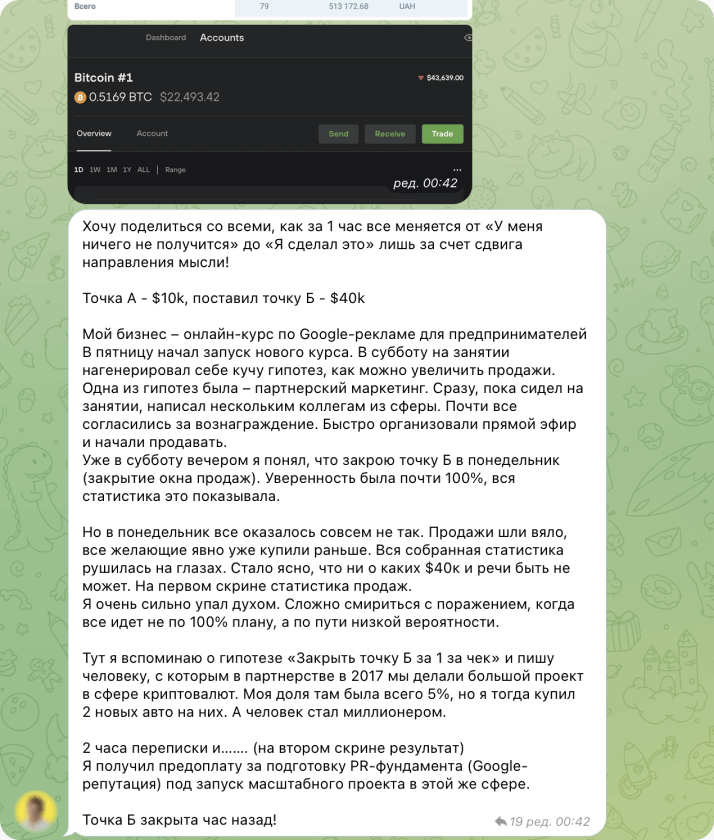 Всего 79 513 172.68 UAH
Dashboard Accounts
Bitcoin #1 $43,639.00
0.5169 BTC $22,493.42
Overview Account Send Receive Trade
1D 1W 1M 1Y ALL | Range ...
ред. 00:42
Хочу поделиться со всеми, как за 1 час все меняется от «У меня
ничего не получится» до «Я сделал это» лишь за счет сдвига
направления мысли!
Точка А - $10k, поставил точку Б - $40k
Мой бизнес – онлайн-курс по Google-рекламе для предпринимателей
В пятницу начал запуск нового курса. В субботу на занятии
нагенерировал себе кучу гипотез, как можно увеличить продажи.
Одна из гипотез была – партнерский маркетинг. Сразу, пока сидел на
занятии, написал нескольким коллегам из сферы. Почти все
согласились за вознаграждение. Быстро организовали прямой эфир
и начали продавать.
Уже в субботу вечером я понял, что закрою точку Б в понедельник
(закрытие окна продаж). Уверенность была почти 100%, вся
статистика это показывала.
Но в понедельник все оказалось совсем не так. Продажи шли вяло,
все желающие явно уже купили раньше. Вся собранная статистика
рушилась на глазах. Стало ясно, что ни о каких $40к и речи быть не
может. На первом скрине статистика продаж.
Я очень сильно упал духом. Сложно смириться с поражением, когда
все идет не по 100% плану, а по пути низкой вероятности.
Тут я вспоминаю о гипотезе «Закрыть точку Б за 1 за чек» и пишу
человеку, с которым в партнерстве в 2017 мы делали большой проект
в сфере криптовалют. Моя доля там была всего 5%, но я тогда купил
2 новых авто на них. А человек стал миллионером.
2 часа переписки и....... (на втором скрине результат)
Я получил предоплату за подготовку PR-фундамента (Google-
репутация) под запуск масштабного проекта в этой же сфере.
Точка Б закрыта час назад!
19 ред. 00:42